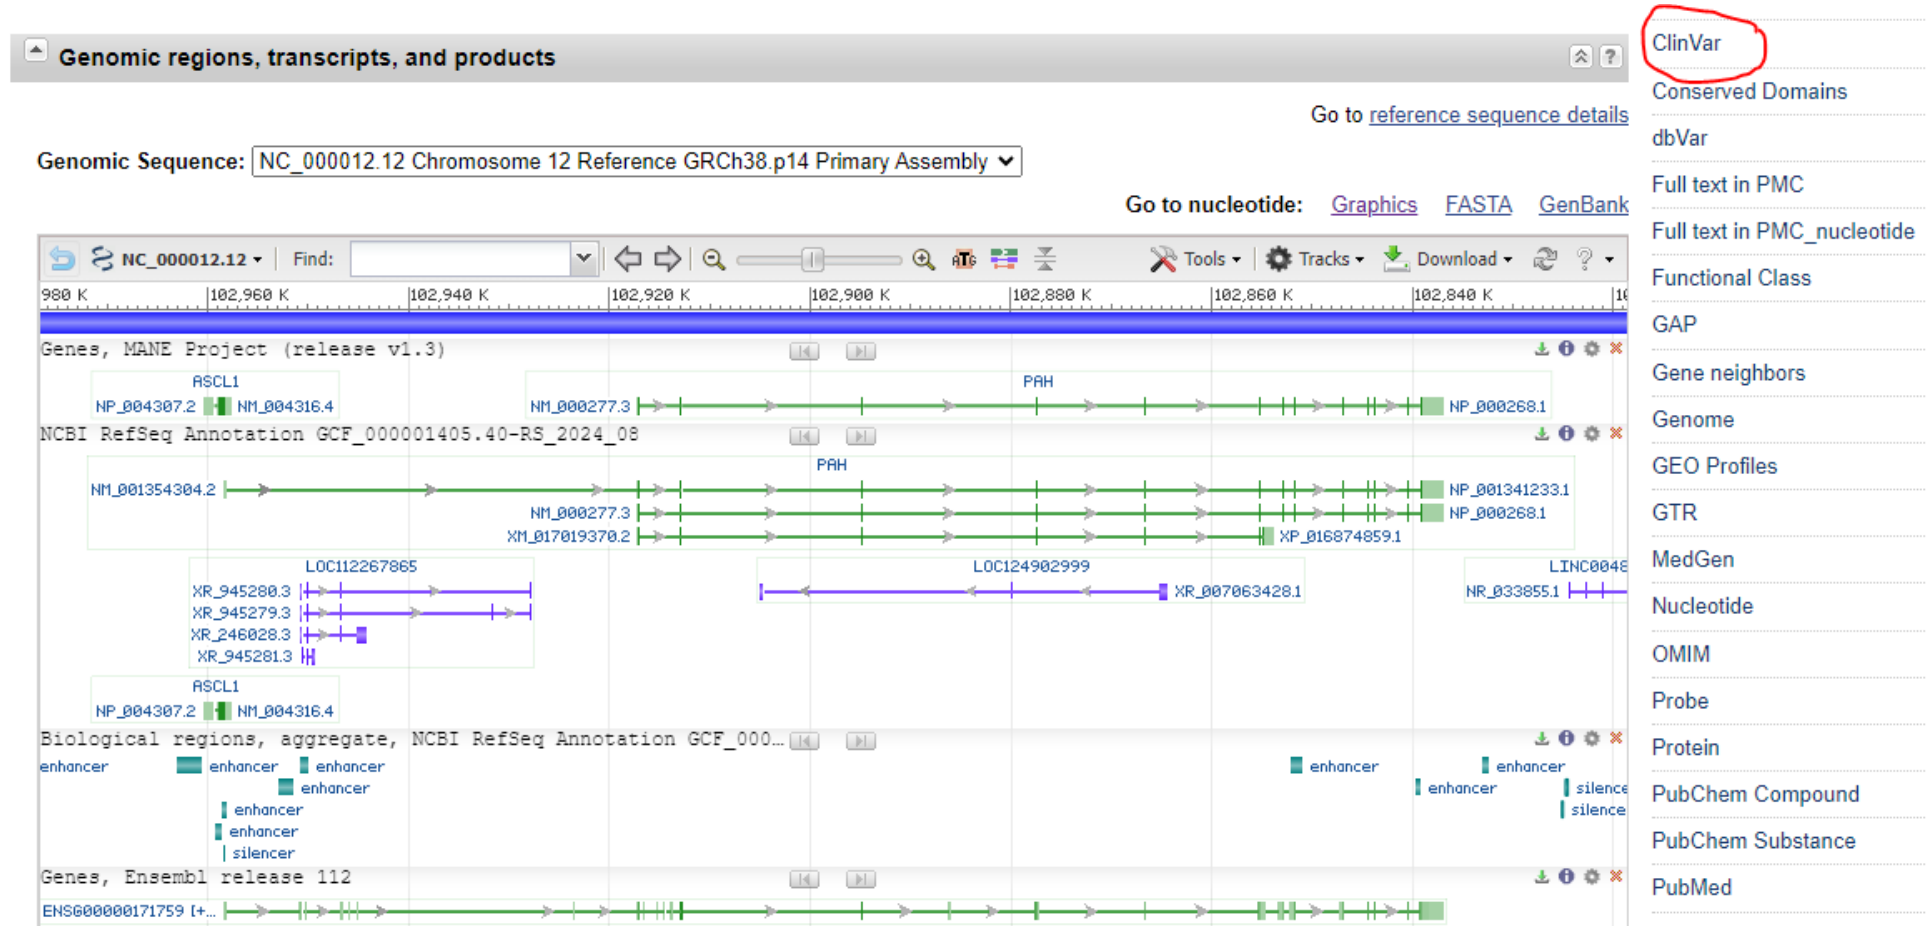 Genomic regions, transcripts, and products
?
Go to reference sequence details
Genomic Sequence: NC_000012.12 Chromosome 12 Reference GRCh38.p14 Primary Assembly
Go to nucleotide: Graphics FASTA GenBank
NC_000012.12 Find: ATG Tools Tracks Download ?
980 K 102,960 K 102,940 K 102,920 K 102,900 K 102,880 K 102,860 K 102,840 K
Genes, MANE Project (release v1.3)
ASCL1 PAH
NP_004307.2 NM_004316.4 NM_000277.3 NP_000268.1
NCBI RefSeq Annotation GCF_000001405.40-RS_2024_08
PAH
NM_001354304.2 NP_001341233.1
NM_000277.3 NP_000268.1
XM_017019370.2 XP_016874859.1
LOC112267865 LOC124902999 LINC0048
XR_945280.3 XR_007063428.1 NR_033855.1
XR_945279.3
XR_246028.3
XR_945281.3
ASCL1
NP_004307.2 NM_004316.4
Biological regions, aggregate, NCBI RefSeq Annotation GCF_000...
enhancer enhancer enhancer enhancer enhancer
enhancer enhancer silence
enhancer silence
enhancer
silencer
Genes, Ensembl release 112
ENSG00000171759 [+...
ClinVar
Conserved Domains
dbVar
Full text in PMC
Full text in PMC_nucleotide
Functional Class
GAP
Gene neighbors
Genome
GEO Profiles
GTR
MedGen
Nucleotide
OMIM
Probe
Protein
PubChem Compound
PubChem Substance
PubMed